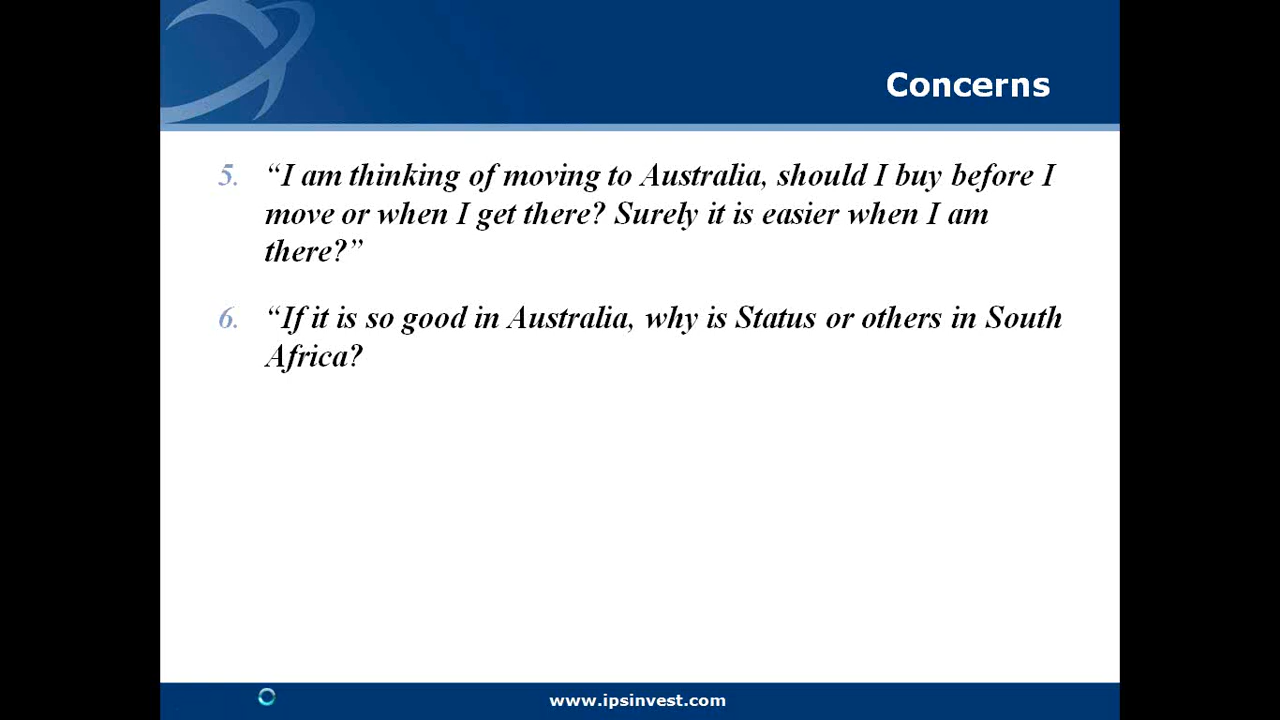 Concerns
5. “I am thinking of moving to Australia, should I buy before I
move or when I get there? Surely it is easier when I am
there?”
6. “If it is so good in Australia, why is Status or others in South
Africa?
www.ipsinvest.com